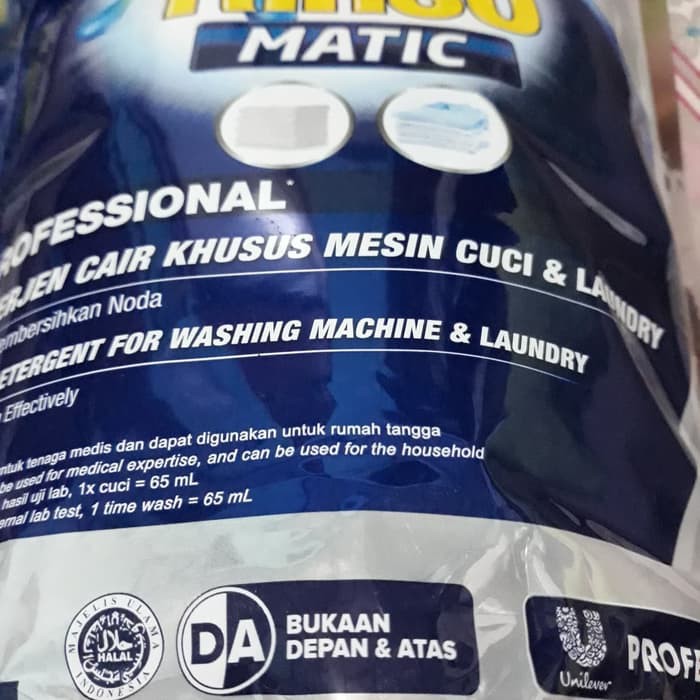 MATIC
PROFESSIONAL*
ERJEN CAIR KHUSUS MESIN CUCI & LAUNDRY
embersihkan Noda
ETERGENT FOR WASHING MACHINE & LAUNDRY
Effectively
ntuk tenaga medis dan dapat digunakan untuk rumah tangga
be used for medical expertise, and can be used for the household
hasil uji lab, 1x cuci = 65 mL
ernal lab test, 1 time wash = 65 mL
MAJELIS ULAMA INDONESIA
حلال
HALAL
DA
BUKAAN
DEPAN & ATAS
Unilever
PROFE